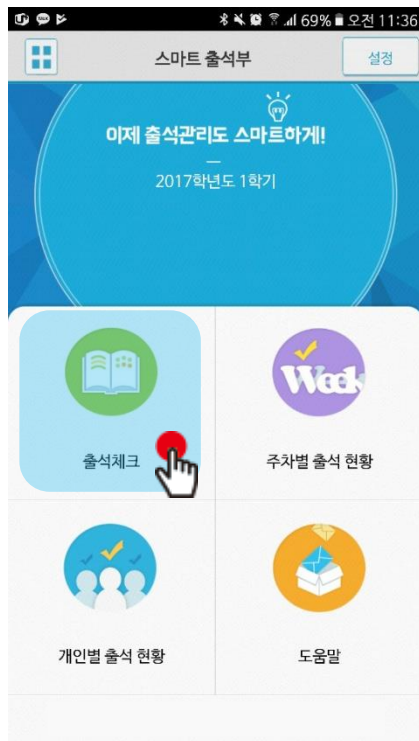 69% 오전 11:36
스마트 출석부
설정
이제 출석관리도 스마트하게!
2017학년도 1학기
Week
출석체크
주차별 출석 현황
개인별 출석 현황
도움말